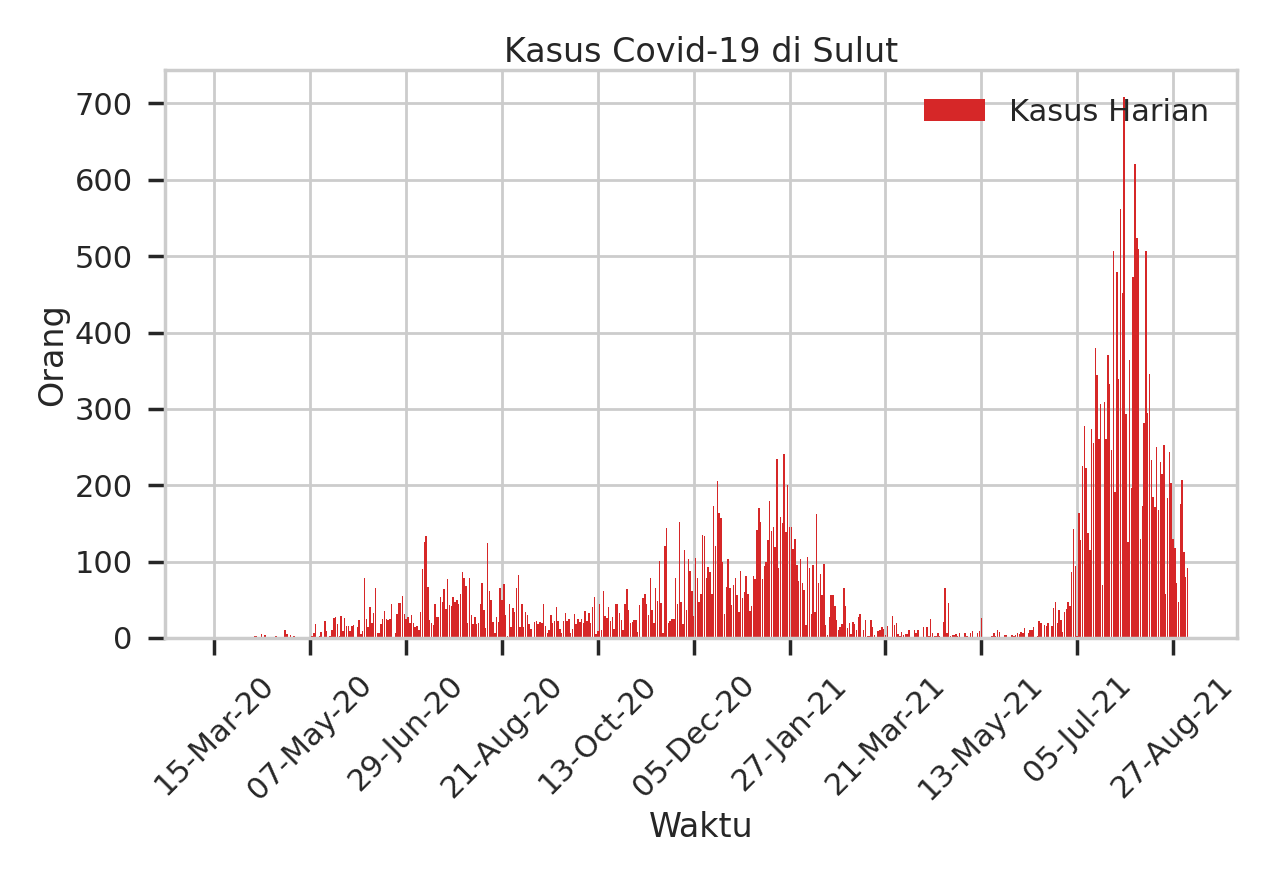 Kasus Covid-19 di Sulut
Kasus Harian
700
600
500
400
300
200
100
0
Orang
15-Mar-20
07-May-20
29-Jun-20
21-Aug-20
13-Oct-20
05-Dec-20
27-Jan-21
21-Mar-21
13-May-21
05-Jul-21
27-Aug-21
Waktu